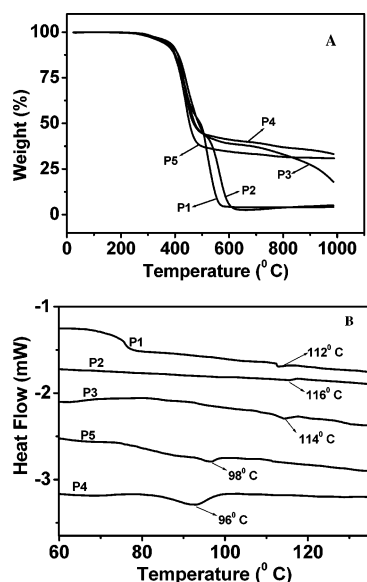 A
100
75
50
25
0
Weight (%)
P4
P5
P3
P1
P2
0 200 400 600 800 1000
Temperature (⁰ C)
B
-1
-2
-3
Heat Flow (mW)
P1
112⁰ C
P2
116⁰ C
P3
114⁰ C
P5
98⁰ C
P4
96⁰ C
60 80 100 120
Temperature (⁰ C)